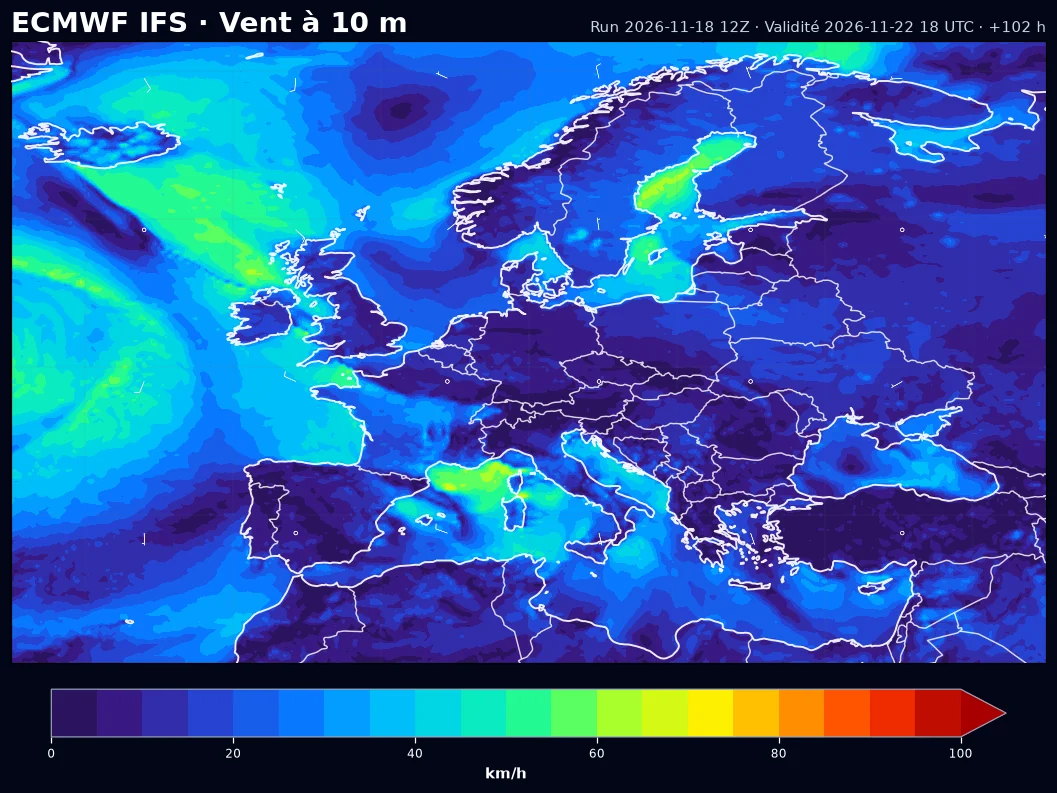 ECMWF IFS · Vent à 10 m
Run 2026-11-18 12Z · Validité 2026-11-22 18 UTC · +102 h
0 20 40 60 80 100
km/h